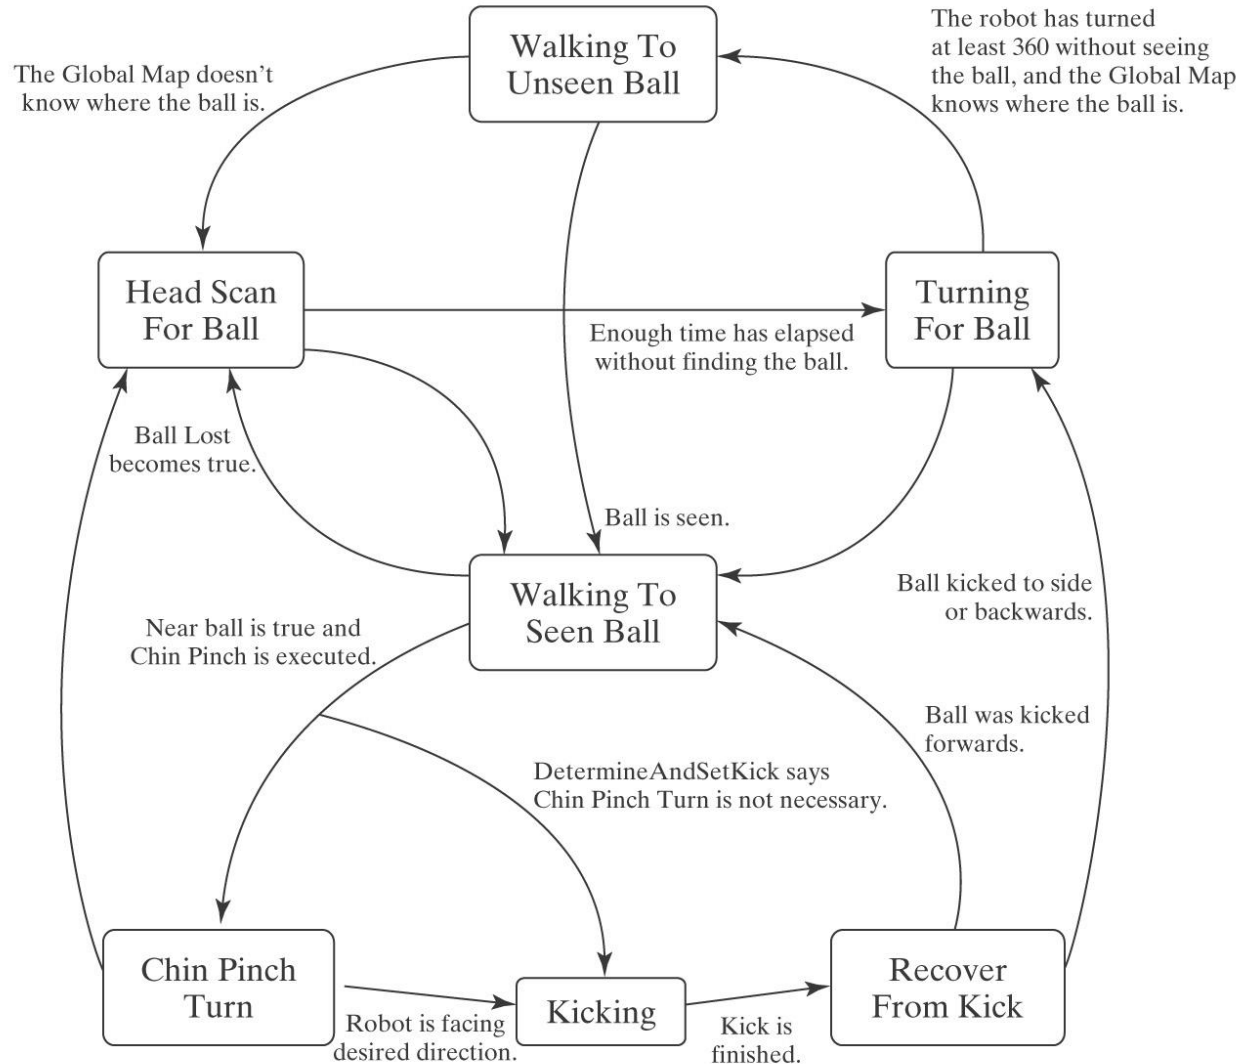 Walking To
Unseen Ball
The robot has turned
at least 360 without seeing
the ball, and the Global Map
knows where the ball is.
The Global Map doesn't
know where the ball is.
Head Scan
For Ball
Turning
For Ball
Enough time has elapsed
without finding the ball.
Ball Lost
becomes true.
Ball is seen.
Walking To
Seen Ball
Ball kicked to side
or backwards.
Near ball is true and
Chin Pinch is executed.
Ball was kicked
forwards.
DetermineAndSetKick says
Chin Pinch Turn is not necessary.
Chin Pinch
Turn
Kicking
Recover
From Kick
Robot is facing
desired direction.
Kick is
finished.